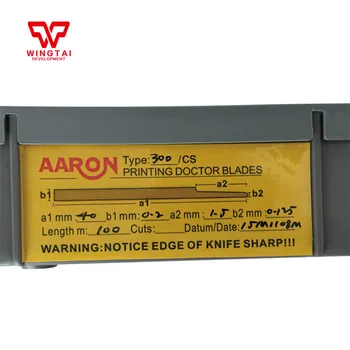 WINGTAI
DEVELOPMENT
AARON
Type: 300 /CS
PRINTING DOCTOR BLADES
a2
b1
b2
a1
a1 mm 40 b1 mm: 0.2 a2 mm: 1.5 b2 mm: 0.125
Length m: 100 Cuts: Datum/Date: 15M1108M
WARNING:NOTICE EDGE OF KNIFE SHARP!!!